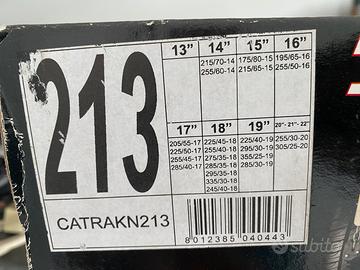 213
13" 14" 15" 16"
215/70-14 175/80-15 195/65-16
255/60-14 215/65-15 255/50-16
17" 18" 19" 20"- 21"- 22"
205/55-17 225/45-18 225/40-19 255/30-20
225/50-17 255/40-18 295/30-19 305/25-20
255/45-17 275/35-18 355/25-19
285/40-17 285/35-18 285/30-19
295/35-18
335/30-18
245/40-18
CATRAKN213
8012385 040443
subito